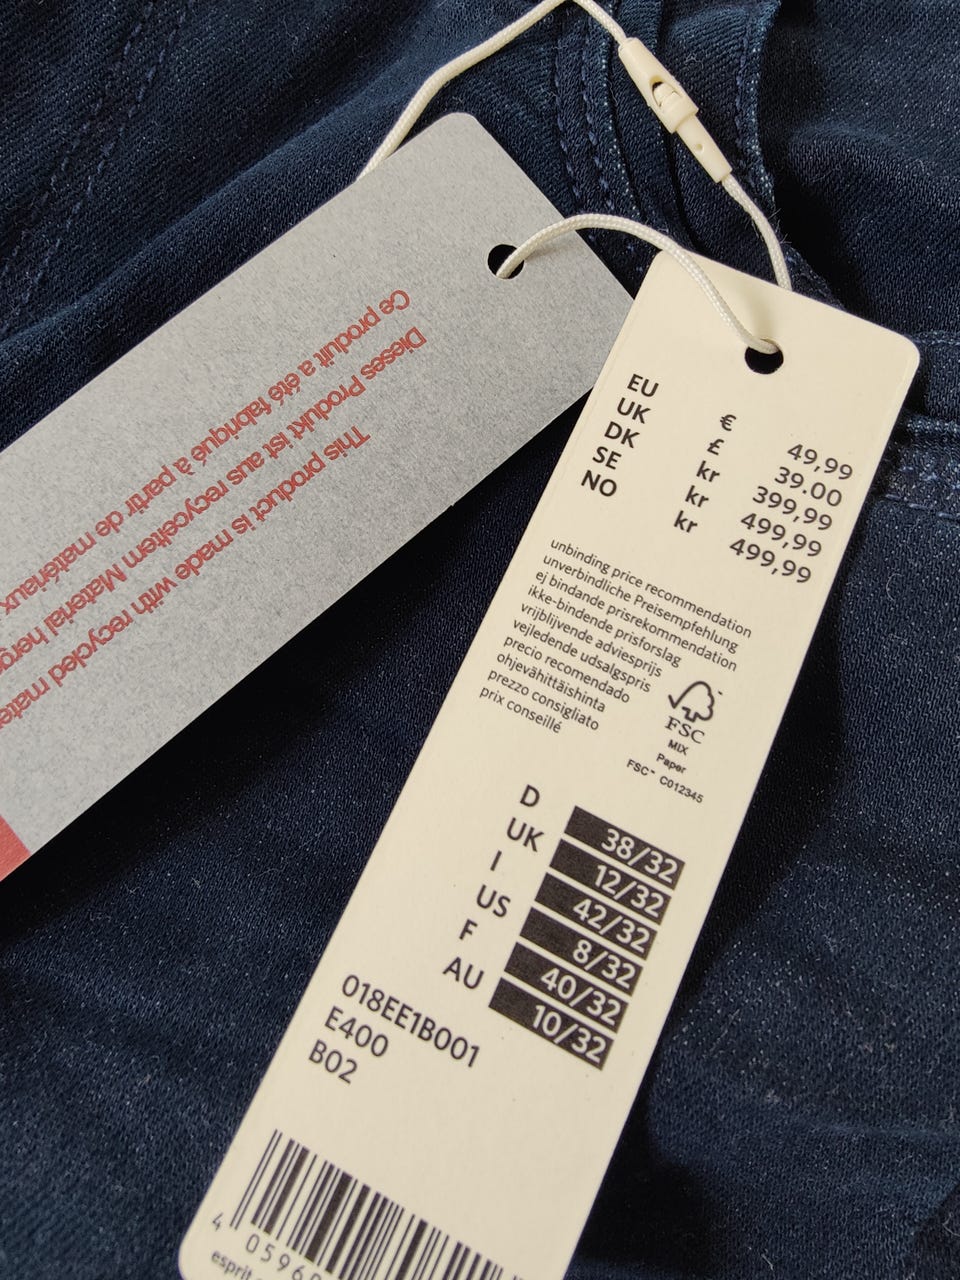 Ce produit a été fabriqué à partir de matériaux
Dieses Produkt ist aus recyceltem Material
This product is made with recycled
EU € 49,99
UK £ 39.00
DK kr 399,99
SE kr 499,99
NO kr 499,99
unbinding price recommendation
unverbindliche Preisempfehlung
ej bindande prisrekommendation
ikke-bindende prisforslag
vrijblijvende adviesprijs
vejledende udsalgspris
precio recomendado
ohjevähittäishinta
prezzo consigliato
prix conseillé
FSC
MIX
Paper
FSC™ C012345
D 38/32
UK 12/32
I 42/32
US 8/32
F 40/32
AU 10/32
018EE1B001
E400
B02
4 0596
esprit